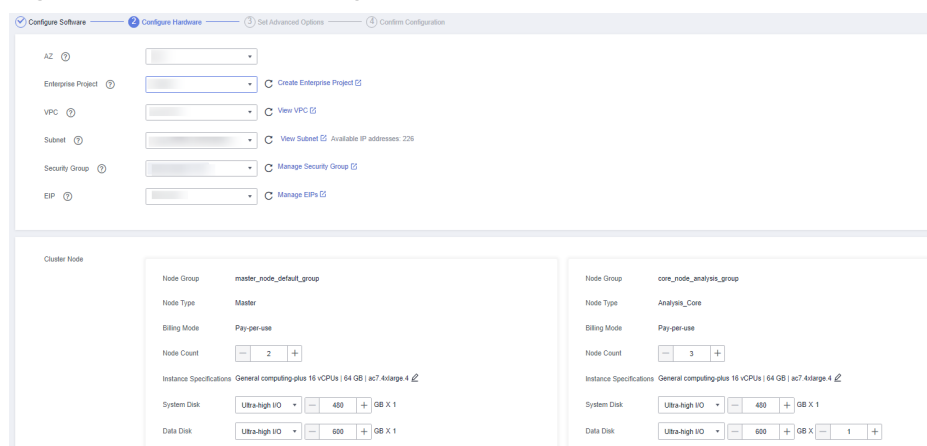 Configure Software 2 Configure Hardware 3 Set Advanced Options 4 Confirm Configuration
AZ ?
Enterprise Project ? Create Enterprise Project
VPC ? View VPC
Subnet ? View Subnet Available IP addresses: 226
Security Group ? Manage Security Group
EIP ? Manage EIPs
Cluster Node
Node Group master_node_default_group
Node Type Master
Billing Mode Pay-per-use
Node Count — 2 +
Instance Specifications General computing-plus 16 vCPUs | 64 GB | ac7.4xlarge.4
System Disk Ultra-high I/O — 480 + GB X 1
Data Disk Ultra-high I/O — 600 + GB X 1
Node Group core_node_analysis_group
Node Type Analysis_Core
Billing Mode Pay-per-use
Node Count — 3 +
Instance Specifications General computing-plus 16 vCPUs | 64 GB | ac7.4xlarge.4
System Disk Ultra-high I/O — 480 + GB X 1
Data Disk Ultra-high I/O — 600 + GB X — 1 +